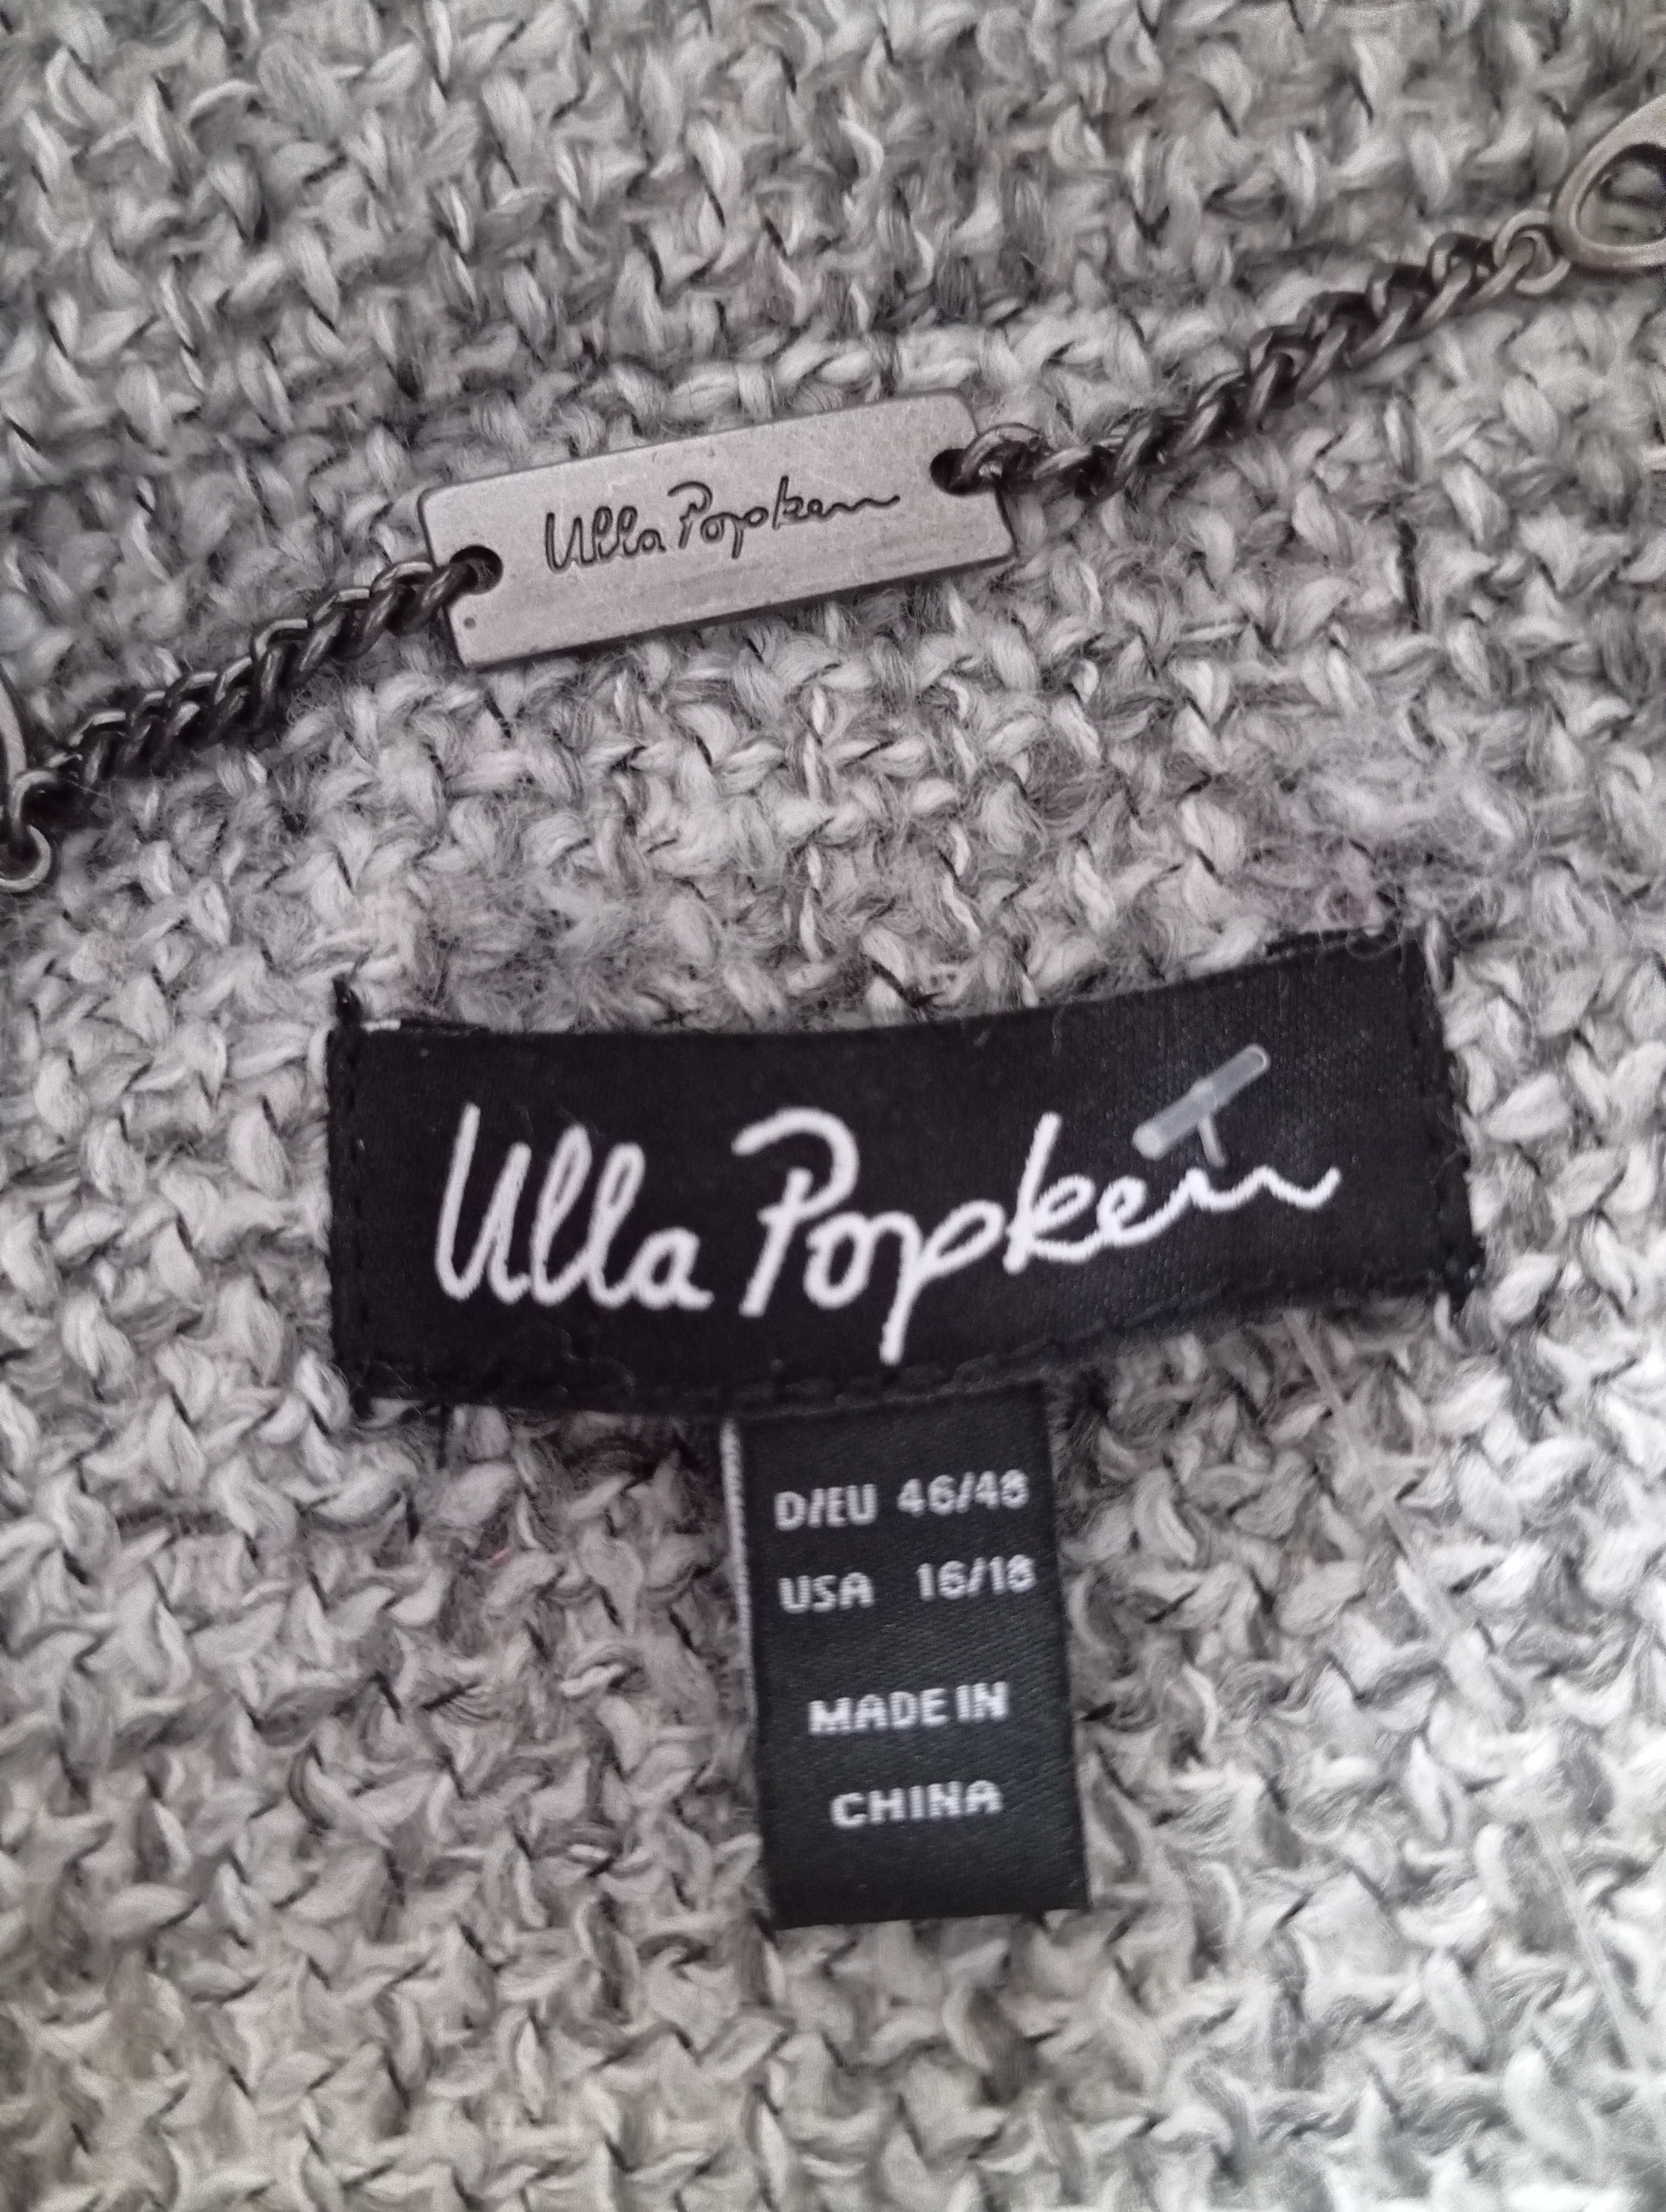 Ulla Popken
Ulla Popken
D/EU 46/48
USA 16/18
MADE IN
CHINA